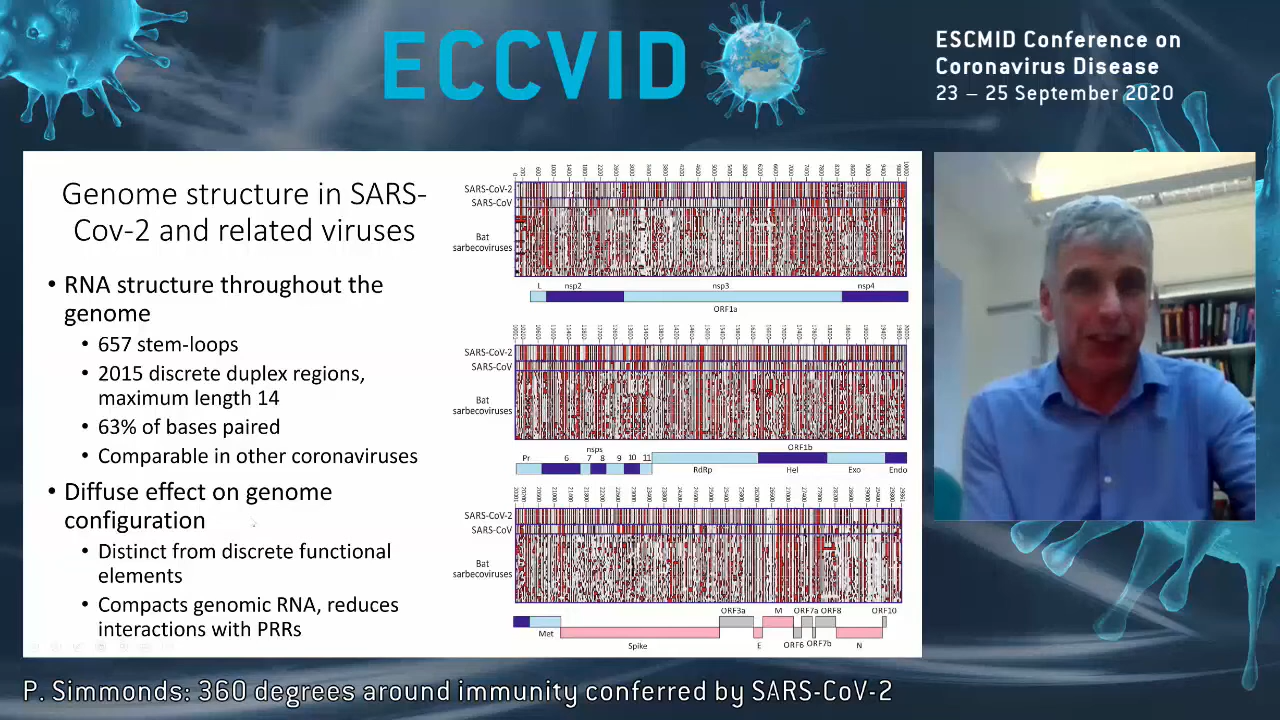 ECCVID
ESCMID Conference on
Coronavirus Disease
23 – 25 September 2020
Genome structure in SARS-
Cov-2 and related viruses
• RNA structure throughout the
genome
• 657 stem-loops
• 2015 discrete duplex regions,
maximum length 14
• 63% of bases paired
• Comparable in other coronaviruses
• Diffuse effect on genome
configuration
• Distinct from discrete functional
elements
• Compacts genomic RNA, reduces
interactions with PRRs
SARS-CoV-2
SARS-CoV
Bat
sarbecoviruses
L nsp2 nsp3 nsp4
ORF1a
SARS-CoV-2
SARS-CoV
Bat
sarbecoviruses
nsps ORF1b
Pr 6 7 8 9 10 11
RdRp Hel Exo Endo
SARS-CoV-2
SARS-CoV
Bat
sarbecoviruses
ORF3a M ORF7a ORF8 ORF10
Met Spike E ORF6 ORF7b N
P. Simmonds: 360 degrees around immunity conferred by SARS-CoV-2